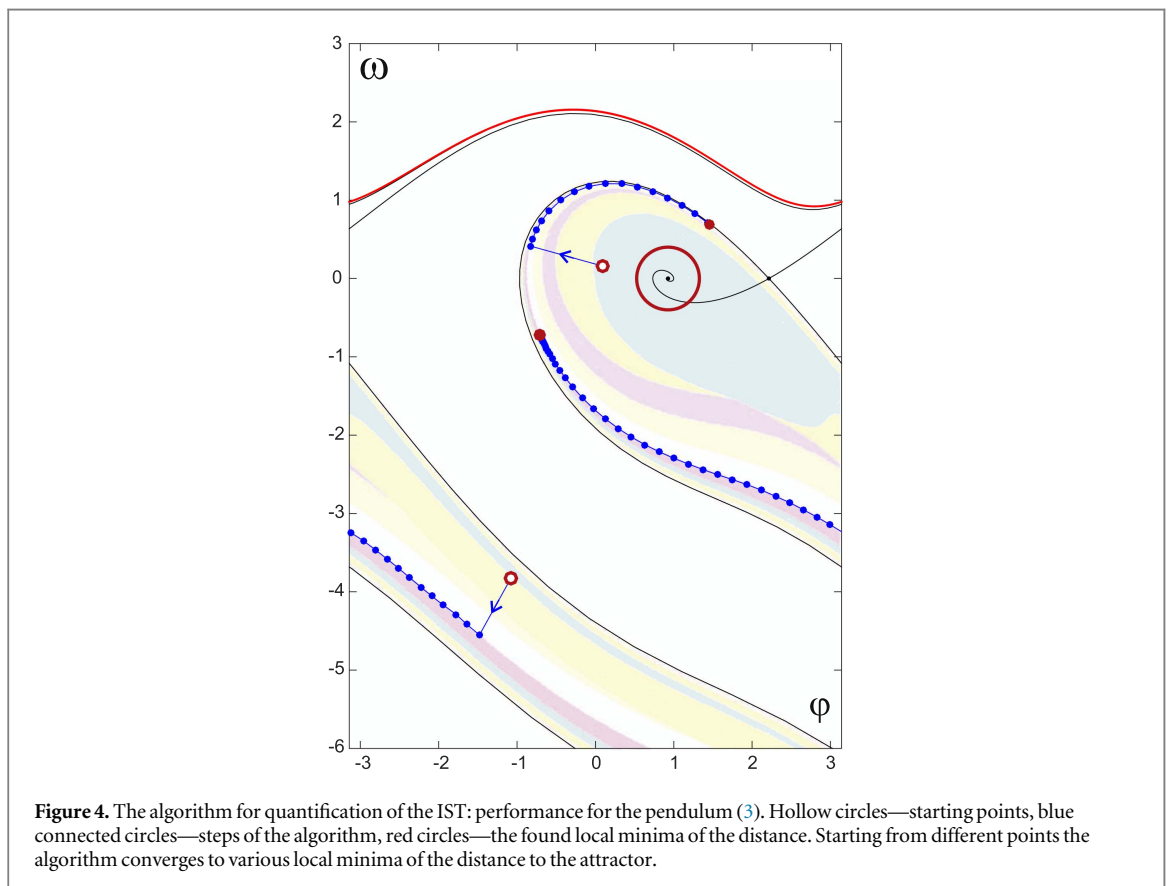 3
ω
2
1
0
-1
-2
-3
-4
-5
φ
-6
-3 -2 -1 0 1 2 3
Figure 4. The algorithm for quantification of the IST: performance for the pendulum (3). Hollow circles—starting points, blue
connected circles—steps of the algorithm, red circles—the found local minima of the distance. Starting from different points the
algorithm converges to various local minima of the distance to the attractor.